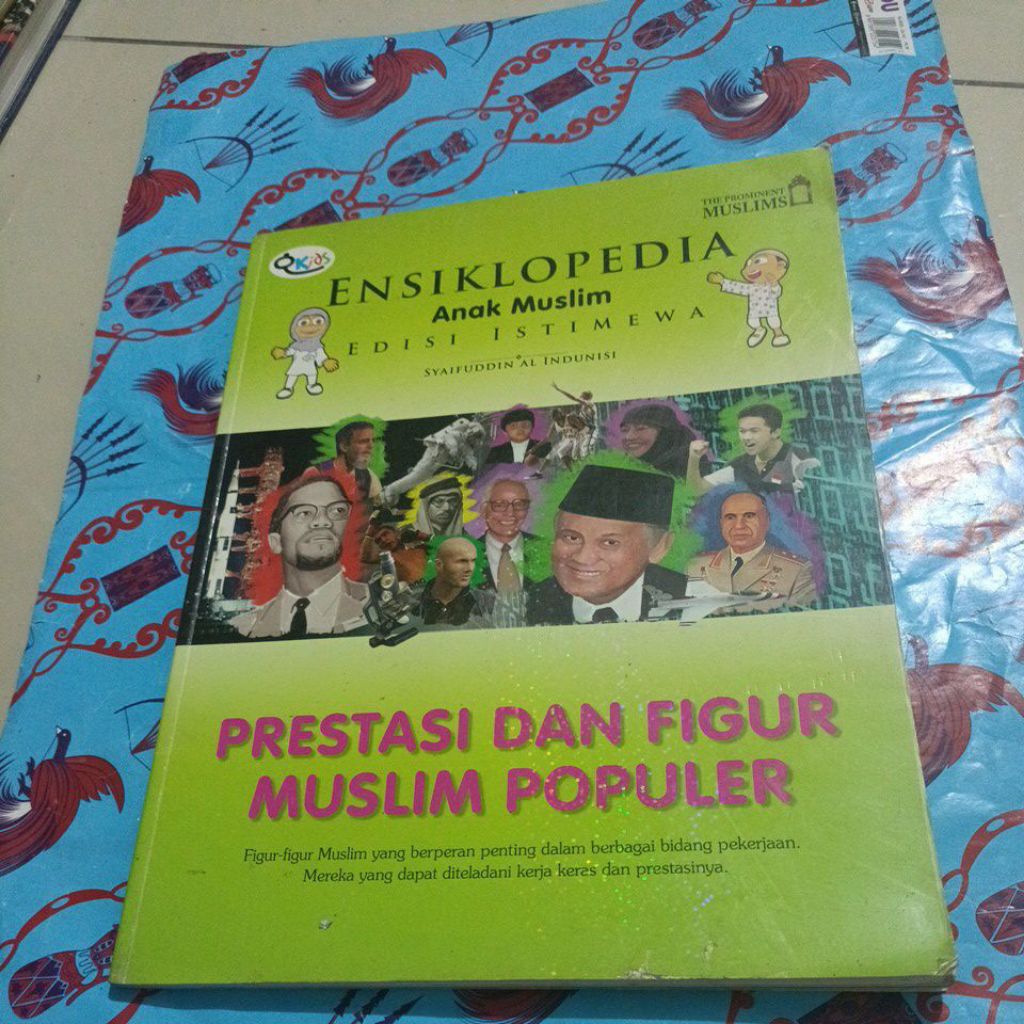 THE PROMINENT
MUSLIMS
QKids
ENSIKLOPEDIA
Anak Muslim
EDISI ISTIMEWA
SYAIFUDDIN AL INDUNISI
PRESTASI DAN FIGUR
MUSLIM POPULER
Figur-figur Muslim yang berperan penting dalam berbagai bidang pekerjaan.
Mereka yang dapat diteladani kerja keras dan prestasinya.